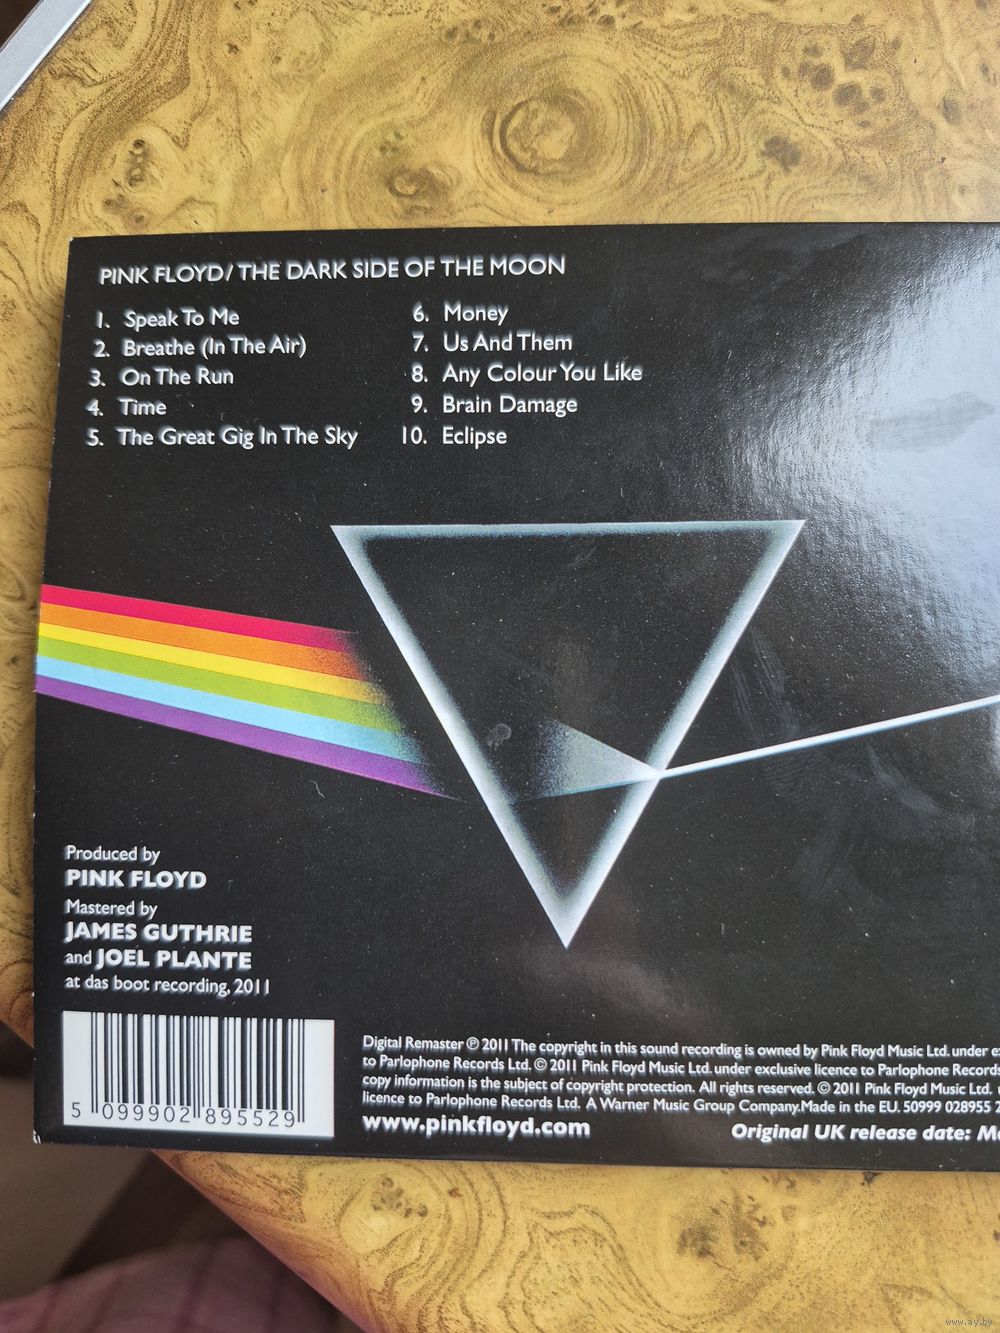 PINK FLOYD/THE DARK SIDE OF THE MOON
1. Speak To Me
2. Breathe (In The Air)
3. On The Run
4. Time
5. The Great Gig In The Sky
6. Money
7. Us And Them
8. Any Colour You Like
9. Brain Damage
10. Eclipse
Produced by
PINK FLOYD
Mastered by
JAMES GUTHRIE
and JOEL PLANTE
at das boot recording, 2011
5 099902 895529
Digital Remaster ℗ 2011 The copyright in this sound recording is owned by Pink Floyd Music Ltd. under
to Parlophone Records Ltd. © 2011 Pink Floyd Music Ltd. under exclusive licence to Parlophone Records
copy information is the subject of copyright protection. All rights reserved. © 2011 Pink Floyd Music Ltd.
licence to Parlophone Records Ltd. A Warner Music Group Company.Made in the EU. 50999 028955 2
www.pinkfloyd.com
Original UK release date:
www.ay.by